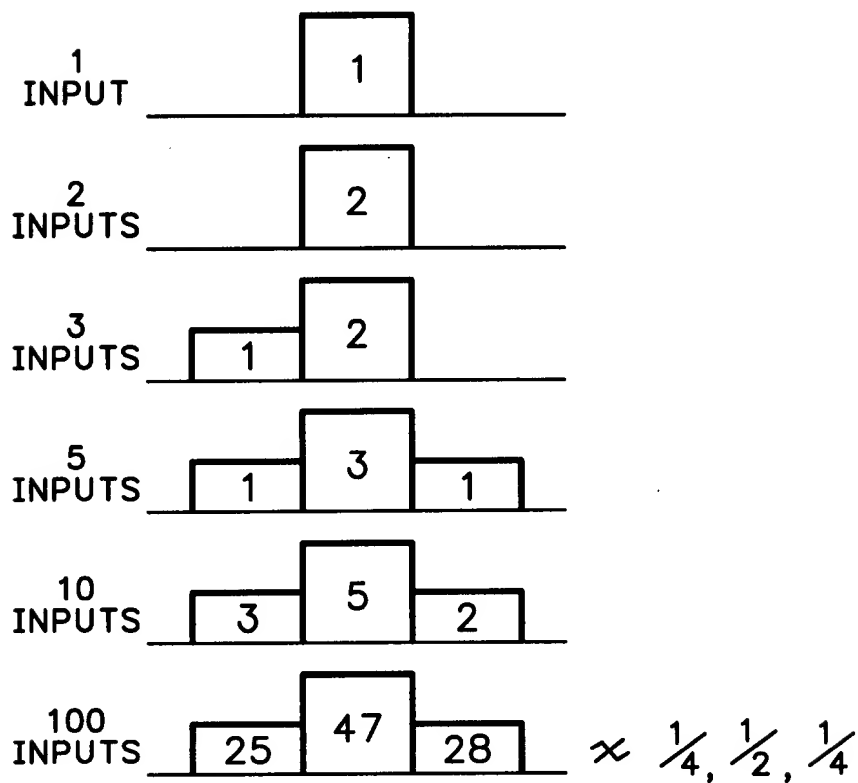 1
INPUT
1
2
INPUTS
2
3
INPUTS
1 2
5
INPUTS
1 3 1
10
INPUTS
3 5 2
100
INPUTS
25 47 28 ≈ 1/4, 1/2, 1/4